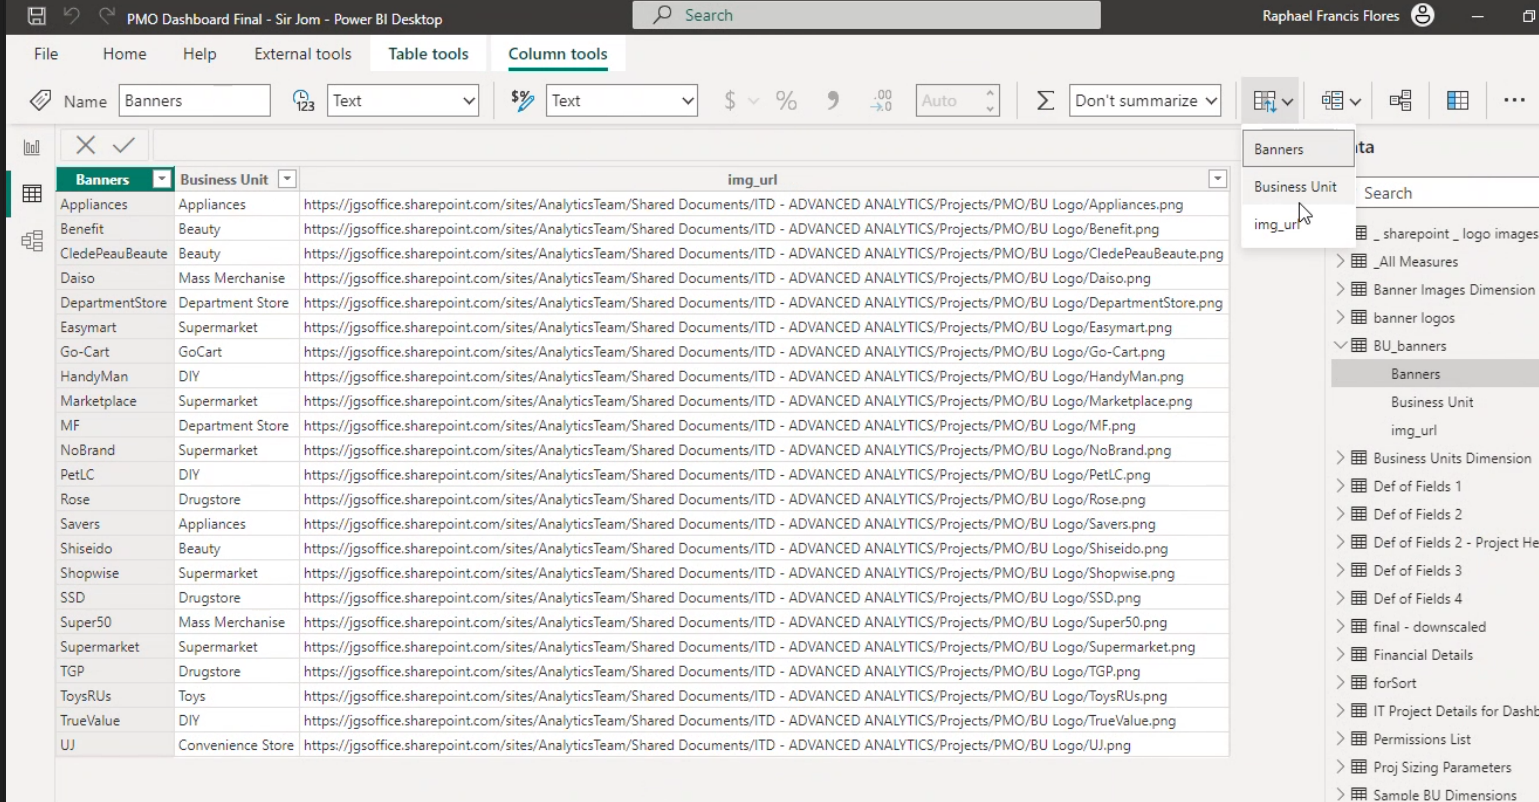 PMO Dashboard Final - Sir Jom - Power BI Desktop
Search
Raphael Francis Flores
File Home Help External tools Table tools Column tools
Name Banners Text $% Text $ % Auto Don't summarize
Banners
Business Unit
img_url
ta
Search
Banners Business Unit img_url
Appliances Appliances https://jgsoffice.sharepoint.com/sites/AnalyticsTeam/Shared Documents/ITD - ADVANCED ANALYTICS/Projects/PMO/BU Logo/Appliances.png
Benefit Beauty https://jgsoffice.sharepoint.com/sites/AnalyticsTeam/Shared Documents/ITD - ADVANCED ANALYTICS/Projects/PMO/BU Logo/Benefit.png
CledePeauBeaute Beauty https://jgsoffice.sharepoint.com/sites/AnalyticsTeam/Shared Documents/ITD - ADVANCED ANALYTICS/Projects/PMO/BU Logo/CledePeauBeaute.png
Daiso Mass Merchanise https://jgsoffice.sharepoint.com/sites/AnalyticsTeam/Shared Documents/ITD - ADVANCED ANALYTICS/Projects/PMO/BU Logo/Daiso.png
DepartmentStore Department Store https://jgsoffice.sharepoint.com/sites/AnalyticsTeam/Shared Documents/ITD - ADVANCED ANALYTICS/Projects/PMO/BU Logo/DepartmentStore.png
Easymart Supermarket https://jgsoffice.sharepoint.com/sites/AnalyticsTeam/Shared Documents/ITD - ADVANCED ANALYTICS/Projects/PMO/BU Logo/Easymart.png
Go-Cart GoCart https://jgsoffice.sharepoint.com/sites/AnalyticsTeam/Shared Documents/ITD - ADVANCED ANALYTICS/Projects/PMO/BU Logo/Go-Cart.png
HandyMan DIY https://jgsoffice.sharepoint.com/sites/AnalyticsTeam/Shared Documents/ITD - ADVANCED ANALYTICS/Projects/PMO/BU Logo/HandyMan.png
Marketplace Supermarket https://jgsoffice.sharepoint.com/sites/AnalyticsTeam/Shared Documents/ITD - ADVANCED ANALYTICS/Projects/PMO/BU Logo/Marketplace.png
MF Department Store https://jgsoffice.sharepoint.com/sites/AnalyticsTeam/Shared Documents/ITD - ADVANCED ANALYTICS/Projects/PMO/BU Logo/MF.png
NoBrand Supermarket https://jgsoffice.sharepoint.com/sites/AnalyticsTeam/Shared Documents/ITD - ADVANCED ANALYTICS/Projects/PMO/BU Logo/NoBrand.png
PetLC DIY https://jgsoffice.sharepoint.com/sites/AnalyticsTeam/Shared Documents/ITD - ADVANCED ANALYTICS/Projects/PMO/BU Logo/PetLC.png
Rose Drugstore https://jgsoffice.sharepoint.com/sites/AnalyticsTeam/Shared Documents/ITD - ADVANCED ANALYTICS/Projects/PMO/BU Logo/Rose.png
Savers Appliances https://jgsoffice.sharepoint.com/sites/AnalyticsTeam/Shared Documents/ITD - ADVANCED ANALYTICS/Projects/PMO/BU Logo/Savers.png
Shiseido Beauty https://jgsoffice.sharepoint.com/sites/AnalyticsTeam/Shared Documents/ITD - ADVANCED ANALYTICS/Projects/PMO/BU Logo/Shiseido.png
Shopwise Supermarket https://jgsoffice.sharepoint.com/sites/AnalyticsTeam/Shared Documents/ITD - ADVANCED ANALYTICS/Projects/PMO/BU Logo/Shopwise.png
SSD Drugstore https://jgsoffice.sharepoint.com/sites/AnalyticsTeam/Shared Documents/ITD - ADVANCED ANALYTICS/Projects/PMO/BU Logo/SSD.png
Super50 Mass Merchanise https://jgsoffice.sharepoint.com/sites/AnalyticsTeam/Shared Documents/ITD - ADVANCED ANALYTICS/Projects/PMO/BU Logo/Super50.png
Supermarket Supermarket https://jgsoffice.sharepoint.com/sites/AnalyticsTeam/Shared Documents/ITD - ADVANCED ANALYTICS/Projects/PMO/BU Logo/Supermarket.png
TGP Drugstore https://jgsoffice.sharepoint.com/sites/AnalyticsTeam/Shared Documents/ITD - ADVANCED ANALYTICS/Projects/PMO/BU Logo/TGP.png
ToysRUs Toys https://jgsoffice.sharepoint.com/sites/AnalyticsTeam/Shared Documents/ITD - ADVANCED ANALYTICS/Projects/PMO/BU Logo/ToysRUs.png
TrueValue DIY https://jgsoffice.sharepoint.com/sites/AnalyticsTeam/Shared Documents/ITD - ADVANCED ANALYTICS/Projects/PMO/BU Logo/TrueValue.png
UJ Convenience Store https://jgsoffice.sharepoint.com/sites/AnalyticsTeam/Shared Documents/ITD - ADVANCED ANALYTICS/Projects/PMO/BU Logo/UJ.png
_ sharepoint _ logo images
_All Measures
Banner Images Dimension
banner logos
BU_banners
Banners
Business Unit
img_url
Business Units Dimension
Def of Fields 1
Def of Fields 2
Def of Fields 2 - Project He
Def of Fields 3
Def of Fields 4
final - downscaled
Financial Details
forSort
IT Project Details for Dashb
Permissions List
Proj Sizing Parameters
Sample BU Dimensions